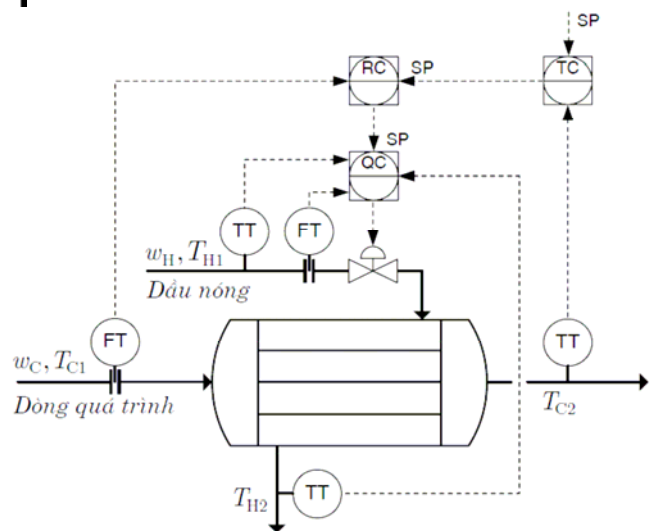 SP
RC
SP
TC
SP
QC
TT
FT
w_H, T_H1
Dầu nóng
FT
TT
w_C, T_C1
Dòng quá trình
T_C2
T_H2
TT